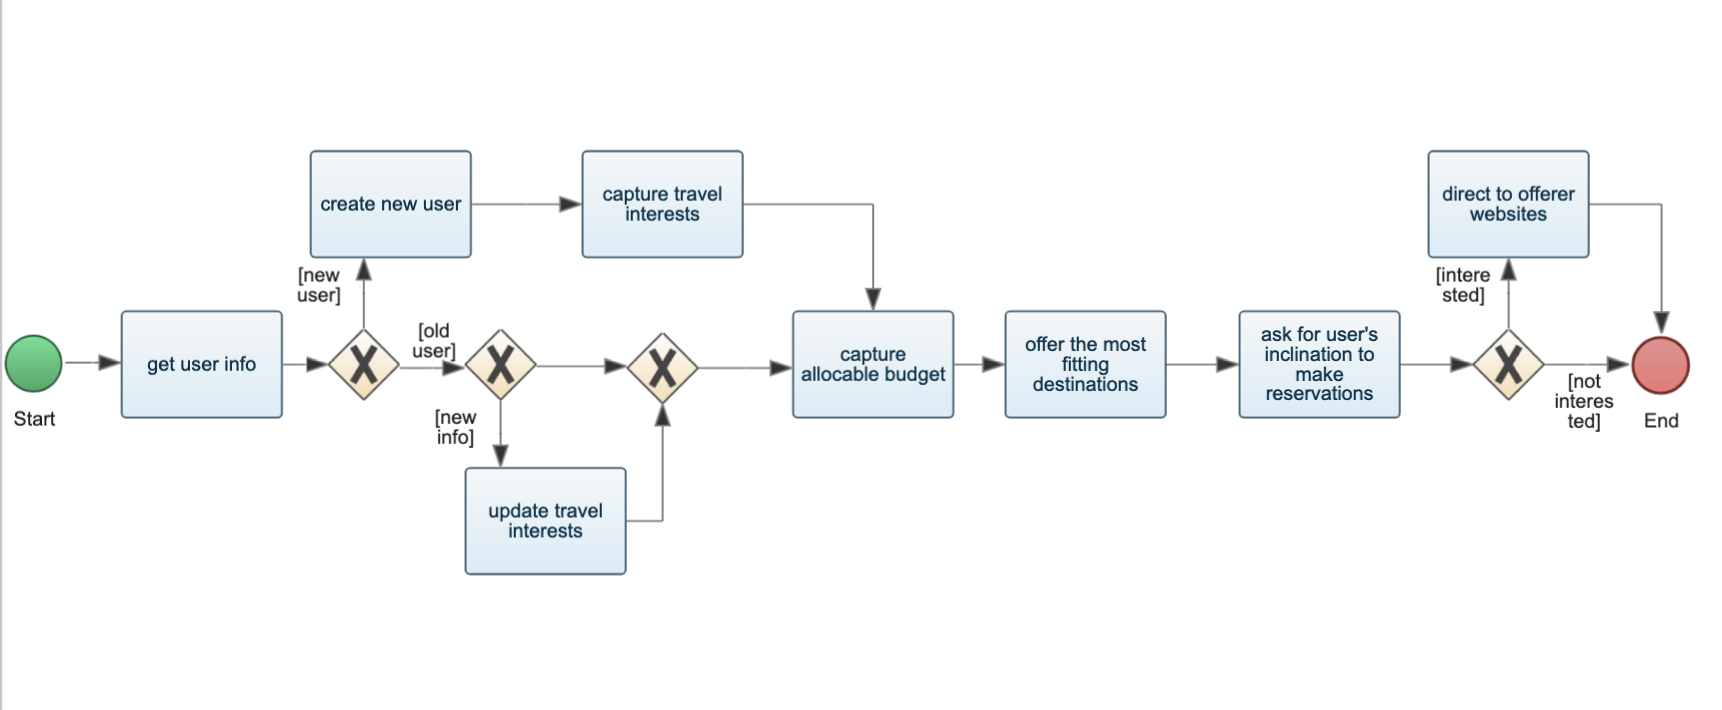 Start
get user info
[new
user]
create new user
capture travel
interests
[old
user]
[new
info]
update travel
interests
capture
allocable budget
offer the most
fitting
destinations
ask for user's
inclination to
make
reservations
[intere
sted]
direct to offerer
websites
[not
interes
ted]
End